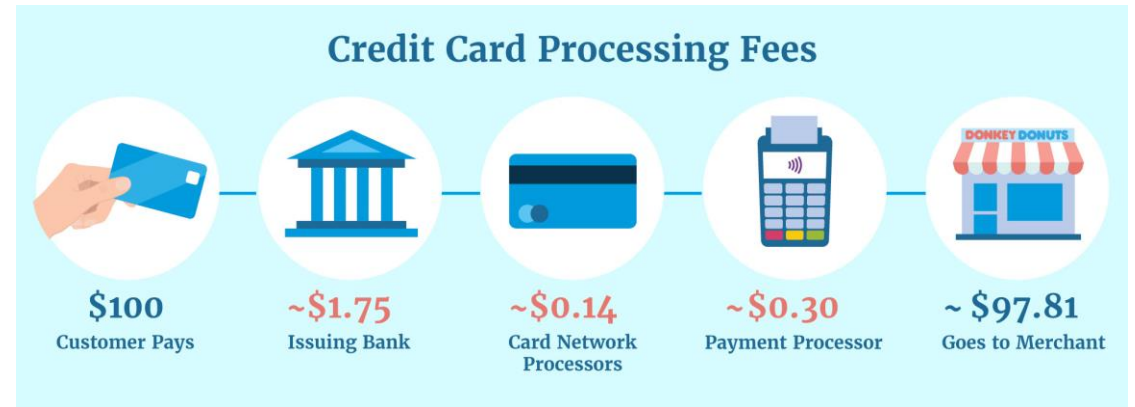 Credit Card Processing Fees
DONKEY DONUTS
$100
Customer Pays
~$1.75
Issuing Bank
~$0.14
Card Network
Processors
~$0.30
Payment Processor
~ $97.81
Goes to Merchant